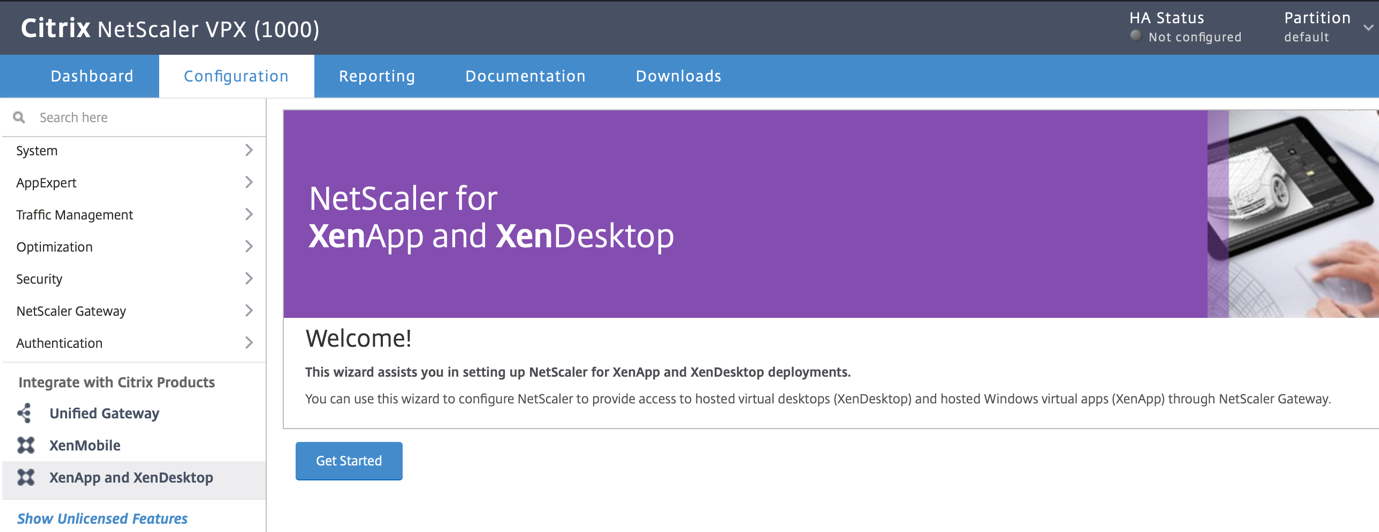 Citrix NetScaler VPX (1000)
HA Status
Not configured
Partition
default
Dashboard
Configuration
Reporting
Documentation
Downloads
Search here
System
AppExpert
Traffic Management
Optimization
Security
NetScaler Gateway
Authentication
Integrate with Citrix Products
Unified Gateway
XenMobile
XenApp and XenDesktop
Show Unlicensed Features
NetScaler for
XenApp and XenDesktop
Welcome!
This wizard assists you in setting up NetScaler for XenApp and XenDesktop deployments.
You can use this wizard to configure NetScaler to provide access to hosted virtual desktops (XenDesktop) and hosted Windows virtual apps (XenApp) through NetScaler Gateway.
Get Started